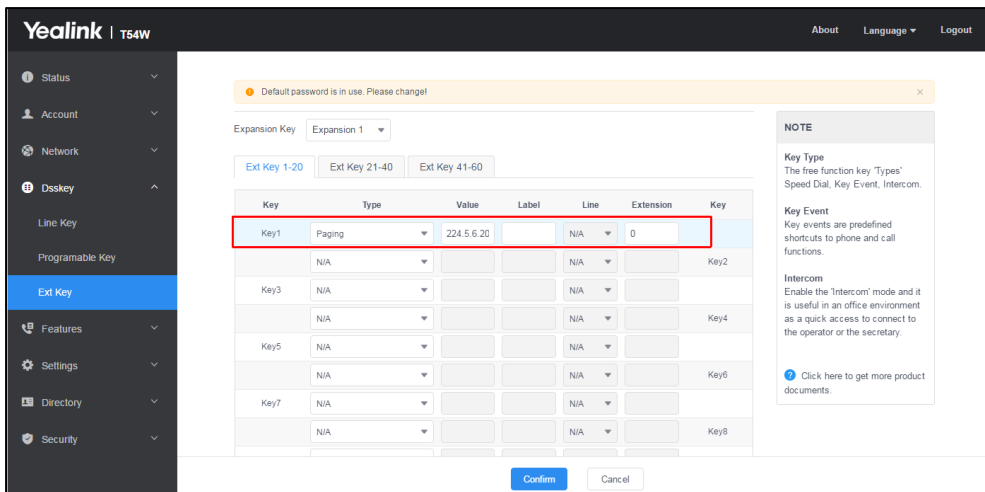 Yealink | T54W
About Language Logout
Status
Account
Network
Dsskey
Line Key
Programable Key
Ext Key
Features
Settings
Directory
Security
Default password is in use. Please change!
Expansion Key Expansion 1
Ext Key 1-20 Ext Key 21-40 Ext Key 41-60
Key Type Value Label Line Extension Key
Key1 Paging 224.5.6.20 N/A 0
N/A N/A Key2
Key3 N/A N/A
N/A N/A Key4
Key5 N/A N/A
N/A N/A Key6
Key7 N/A N/A
N/A N/A Key8
Confirm Cancel
NOTE
Key Type
The free function key 'Types'
Speed Dial, Key Event, Intercom.
Key Event
Key events are predefined
shortcuts to phone and call
functions.
Intercom
Enable the 'Intercom' mode and it
is useful in an office environment
as a quick access to connect to
the operator or the secretary.
Click here to get more product
documents.